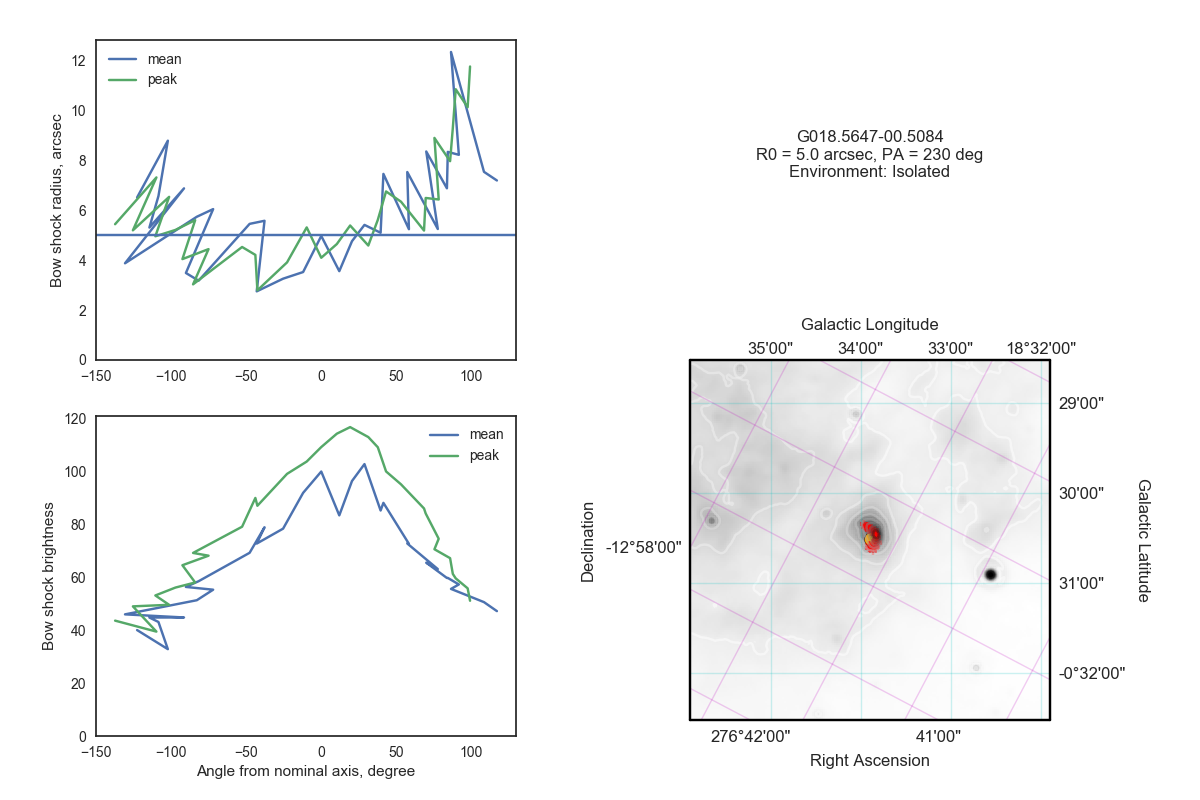 12
10
8
6
4
2
0
mean
peak
Bow shock radius, arcsec
−150
−100
−50
0
50
100
120
100
80
60
40
20
0
mean
peak
Bow shock brightness
−150
−100
−50
0
50
100
Angle from nominal axis, degree
G018.5647-00.5084
R0 = 5.0 arcsec, PA = 230 deg
Environment: Isolated
Galactic Longitude
35'00"
34'00"
33'00"
18°32'00"
29'00"
30'00"
31'00"
-0°32'00"
Galactic Latitude
Declination
-12°58'00"
276°42'00"
41'00"
Right Ascension